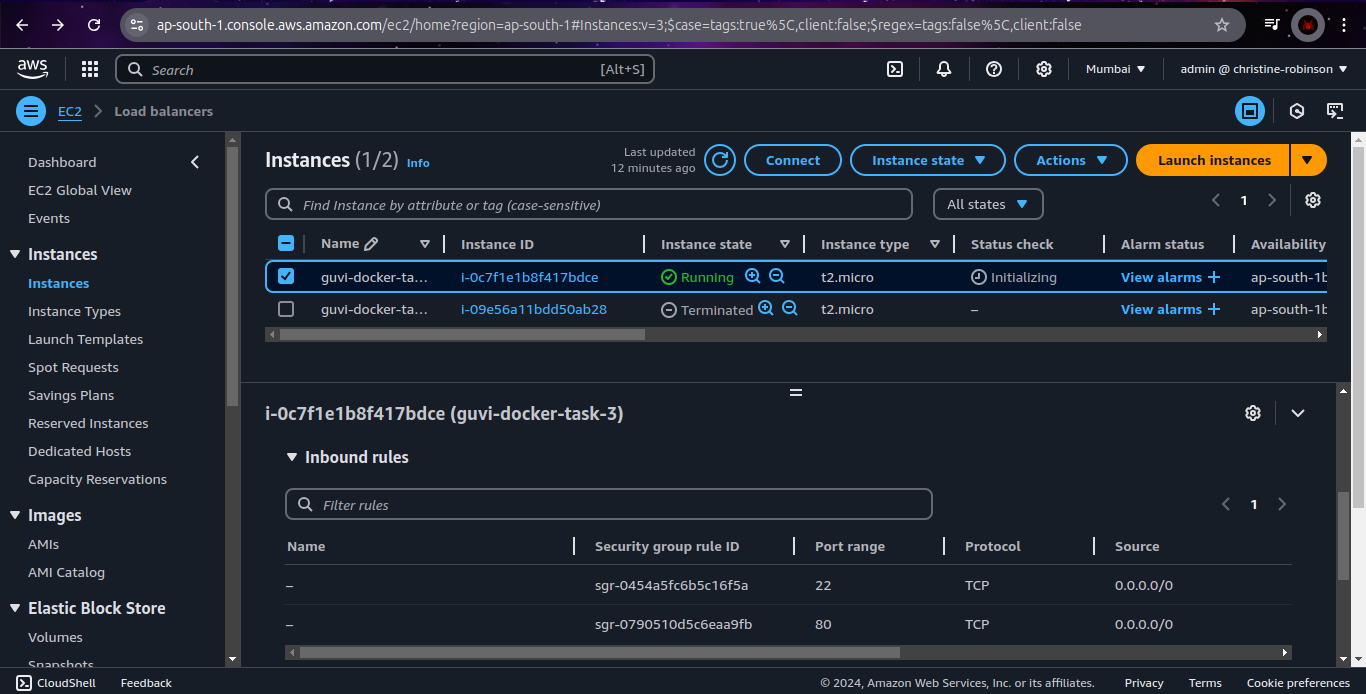 ap-south-1.console.aws.amazon.com/ec2/home?region=ap-south-1#Instances:v=3;$case=tags:true%5C,client:false;$regex=tags:false%5C,client:false
aws
Search [Alt+S]
Mumbai
admin @ christine-robinson
EC2
Load balancers
Dashboard
EC2 Global View
Events
Instances
Instances
Instance Types
Launch Templates
Spot Requests
Savings Plans
Reserved Instances
Dedicated Hosts
Capacity Reservations
Images
AMIs
AMI Catalog
Elastic Block Store
Volumes
Snapshots
Instances (1/2) Info
Last updated
12 minutes ago
Connect
Instance state
Actions
Launch instances
Find Instance by attribute or tag (case-sensitive)
All states
1
Name Instance ID Instance state Instance type Status check Alarm status Availability
guvi-docker-ta… i-0c7f1e1b8f417bdce Running t2.micro Initializing View alarms + ap-south-1b
guvi-docker-ta… i-09e56a11bdd50ab28 Terminated t2.micro – View alarms + ap-south-1b
i-0c7f1e1b8f417bdce (guvi-docker-task-3)
Inbound rules
Filter rules
1
Name Security group rule ID Port range Protocol Source
– sgr-0454a5fc6b5c16f5a 22 TCP 0.0.0.0/0
– sgr-0790510d5c6eaa9fb 80 TCP 0.0.0.0/0
CloudShell Feedback © 2024, Amazon Web Services, Inc. or its affiliates. Privacy Terms Cookie preferences